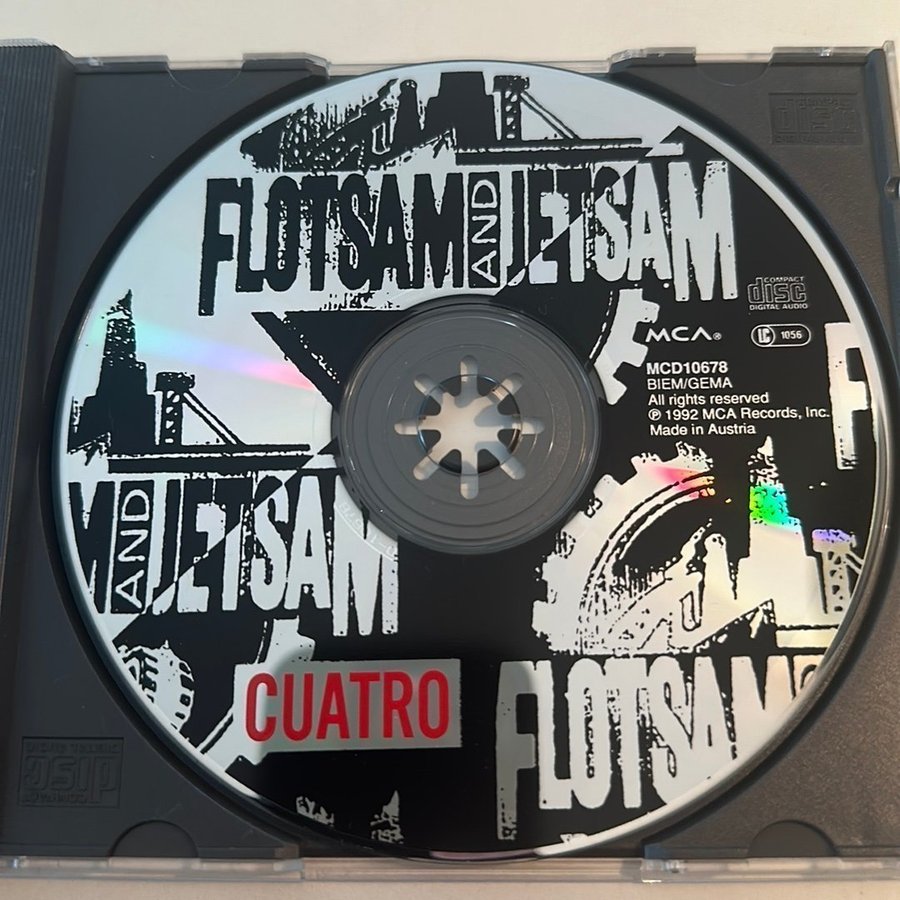 FLOTSAM AND JETSAM
COMPACT
disc
DIGITAL AUDIO
MCA®
LC 1056
MCD10678
BIEM/GEMA
All rights reserved
℗ 1992 MCA Records, Inc.
Made in Austria
M AND JETSAM
CUATRO
FLOTSAM